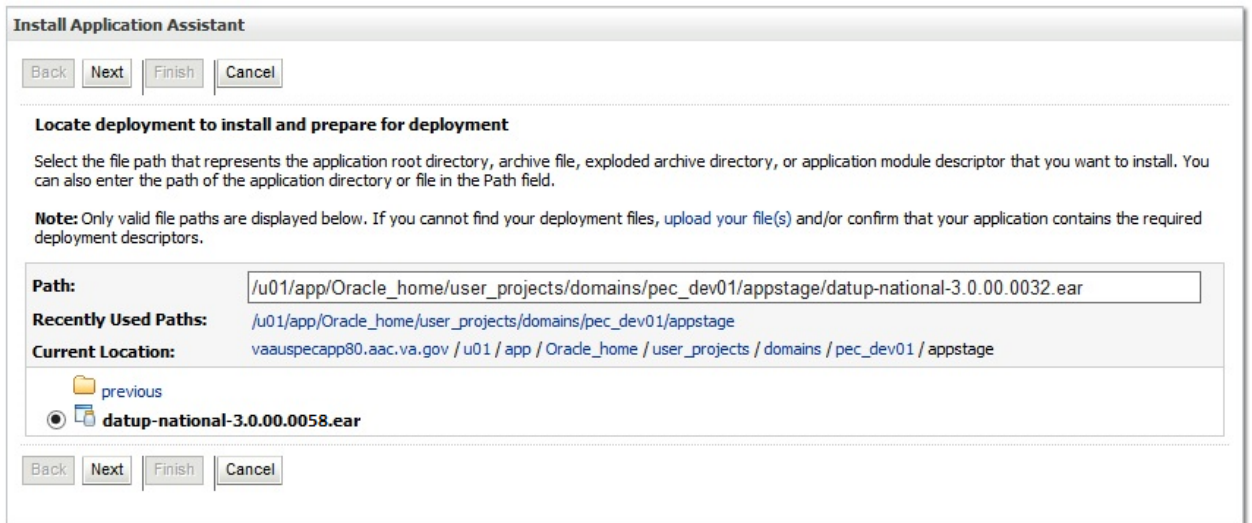 Install Application Assistant
Back Next Finish Cancel
Locate deployment to install and prepare for deployment
Select the file path that represents the application root directory, archive file, exploded archive directory, or application module descriptor that you want to install. You
can also enter the path of the application directory or file in the Path field.
Note: Only valid file paths are displayed below. If you cannot find your deployment files, upload your file(s) and/or confirm that your application contains the required
deployment descriptors.
Path: /u01/app/Oracle_home/user_projects/domains/pec_dev01/appstage/datup-national-3.0.00.0032.ear
Recently Used Paths: /u01/app/Oracle_home/user_projects/domains/pec_dev01/appstage
Current Location: vaauspecapp80.aac.va.gov / u01 / app / Oracle_home / user_projects / domains / pec_dev01 / appstage
previous
datup-national-3.0.00.0058.ear
Back Next Finish Cancel